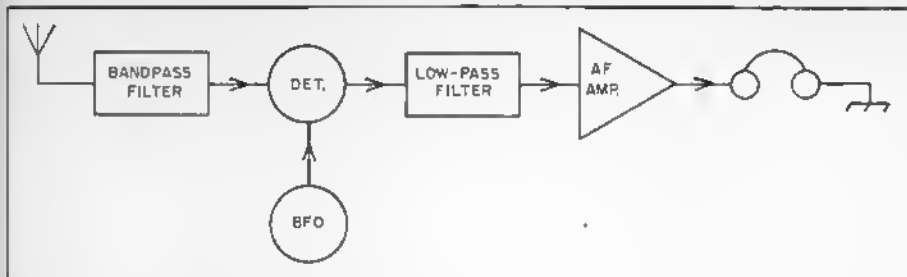 BANDPASS
FILTER
DET.
LOW-PASS
FILTER
AF
AMP.
BFO